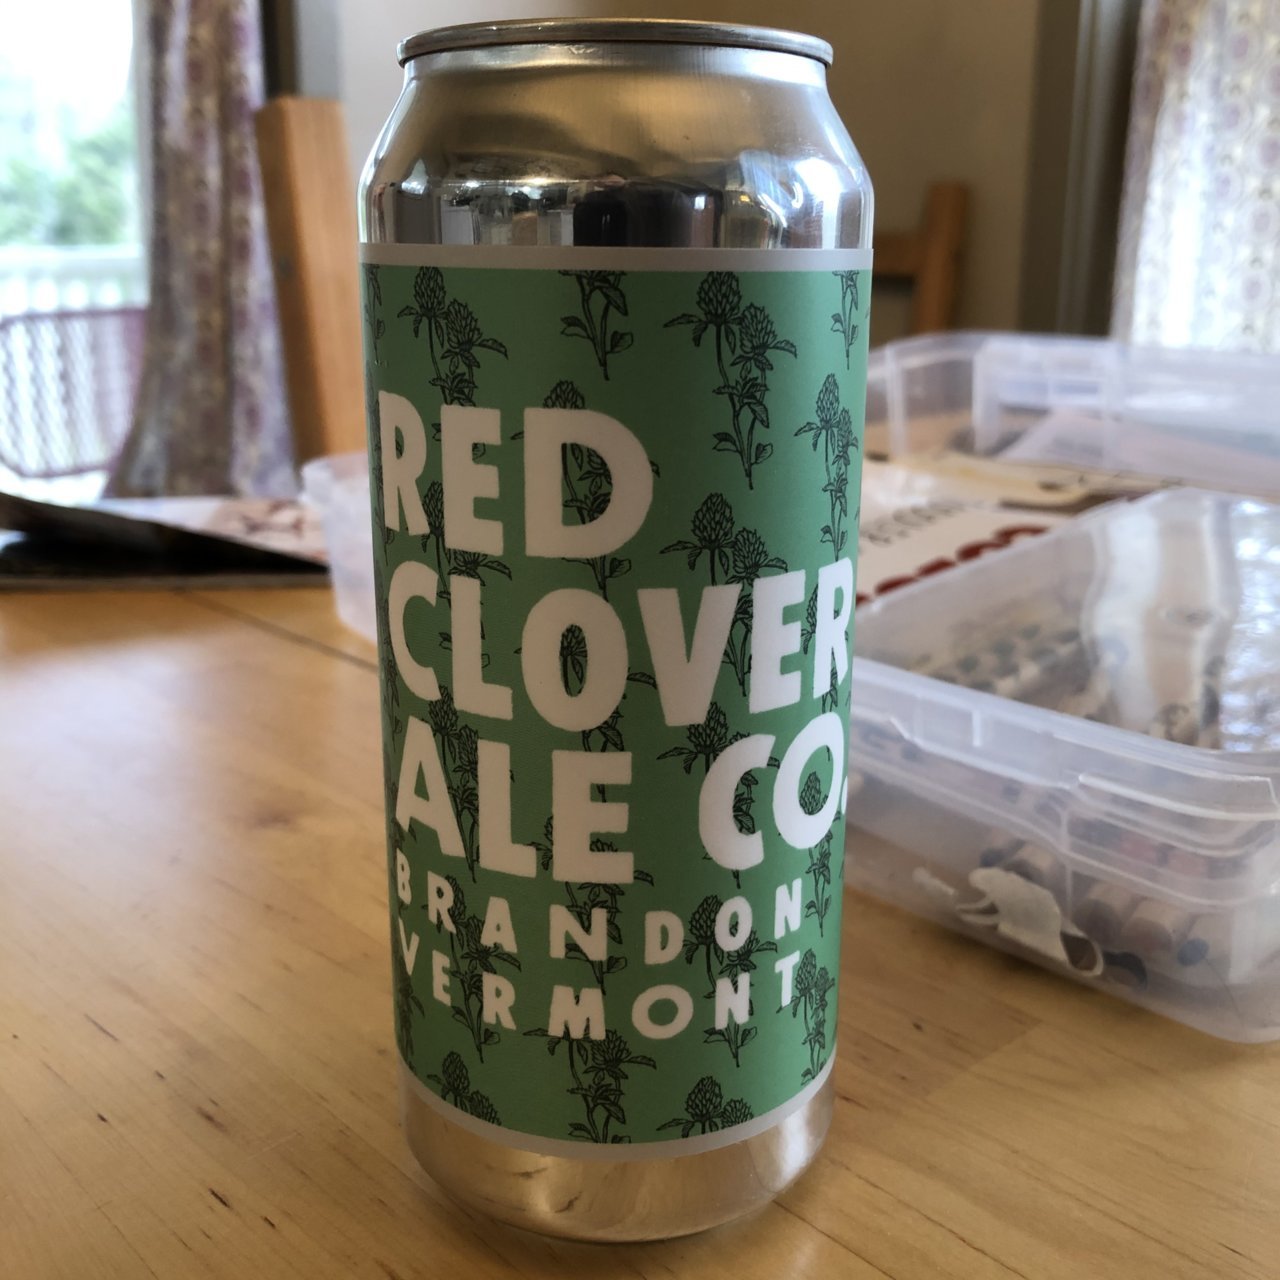 RED
CLOVER
ALE CO.
BRANDON
VERMONT